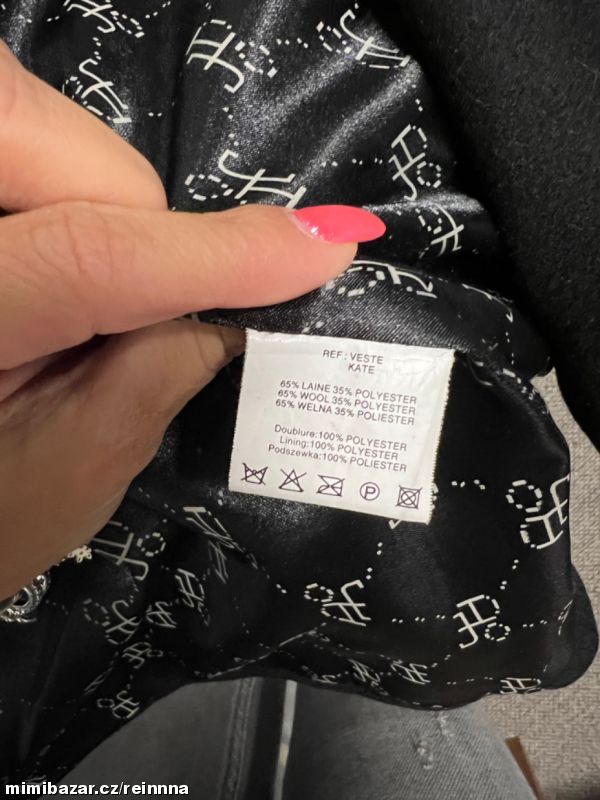 REF : VESTE
KATE
65% LAINE 35% POLYESTER
65% WOOL 35% POLYESTER
65% WELNA 35% POLIESTER
Doublure:100% POLYESTER
Lining:100% POLYESTER
Podszewka:100% POLIESTER
P
mimibazar.cz/reinnna